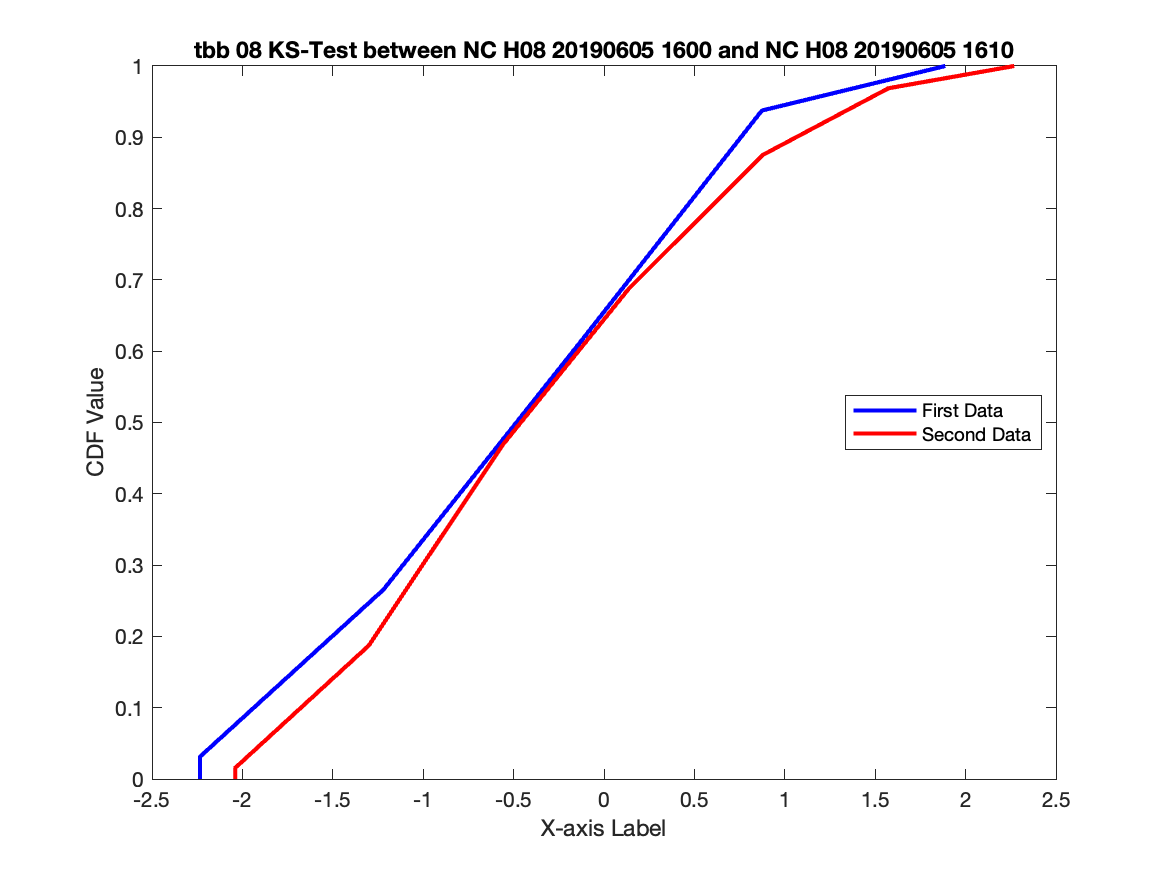 tbb 08 KS-Test between NC H08 20190605 1600 and NC H08 20190605 1610
1
0.9
0.8
0.7
0.6
0.5
0.4
0.3
0.2
0.1
0
CDF Value
First Data
Second Data
-2.5 -2 -1.5 -1 -0.5 0 0.5 1 1.5 2 2.5
X-axis Label